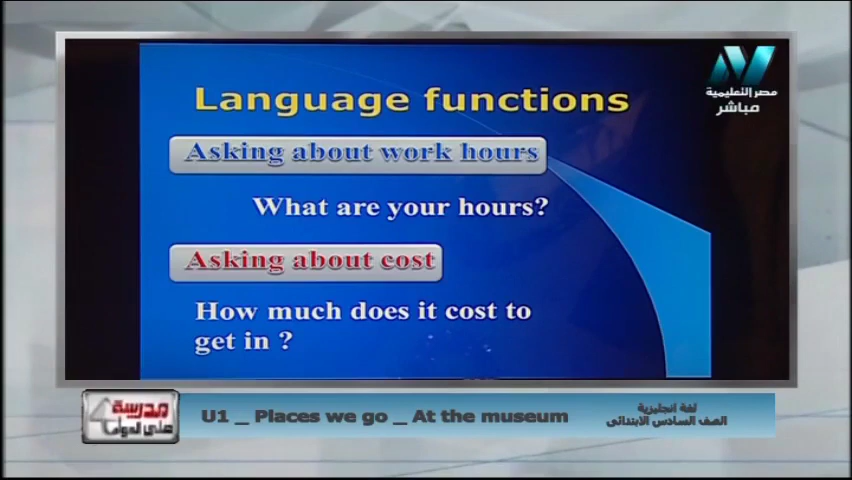 مصر التعليمية
مباشر
Language functions
Asking about work hours
What are your hours?
Asking about cost
How much does it cost to
get in ?
مدرسة
على الهواء
U1 _ Places we go _ At the museum
لغة انجليزية
الصف السادس الابتدائى